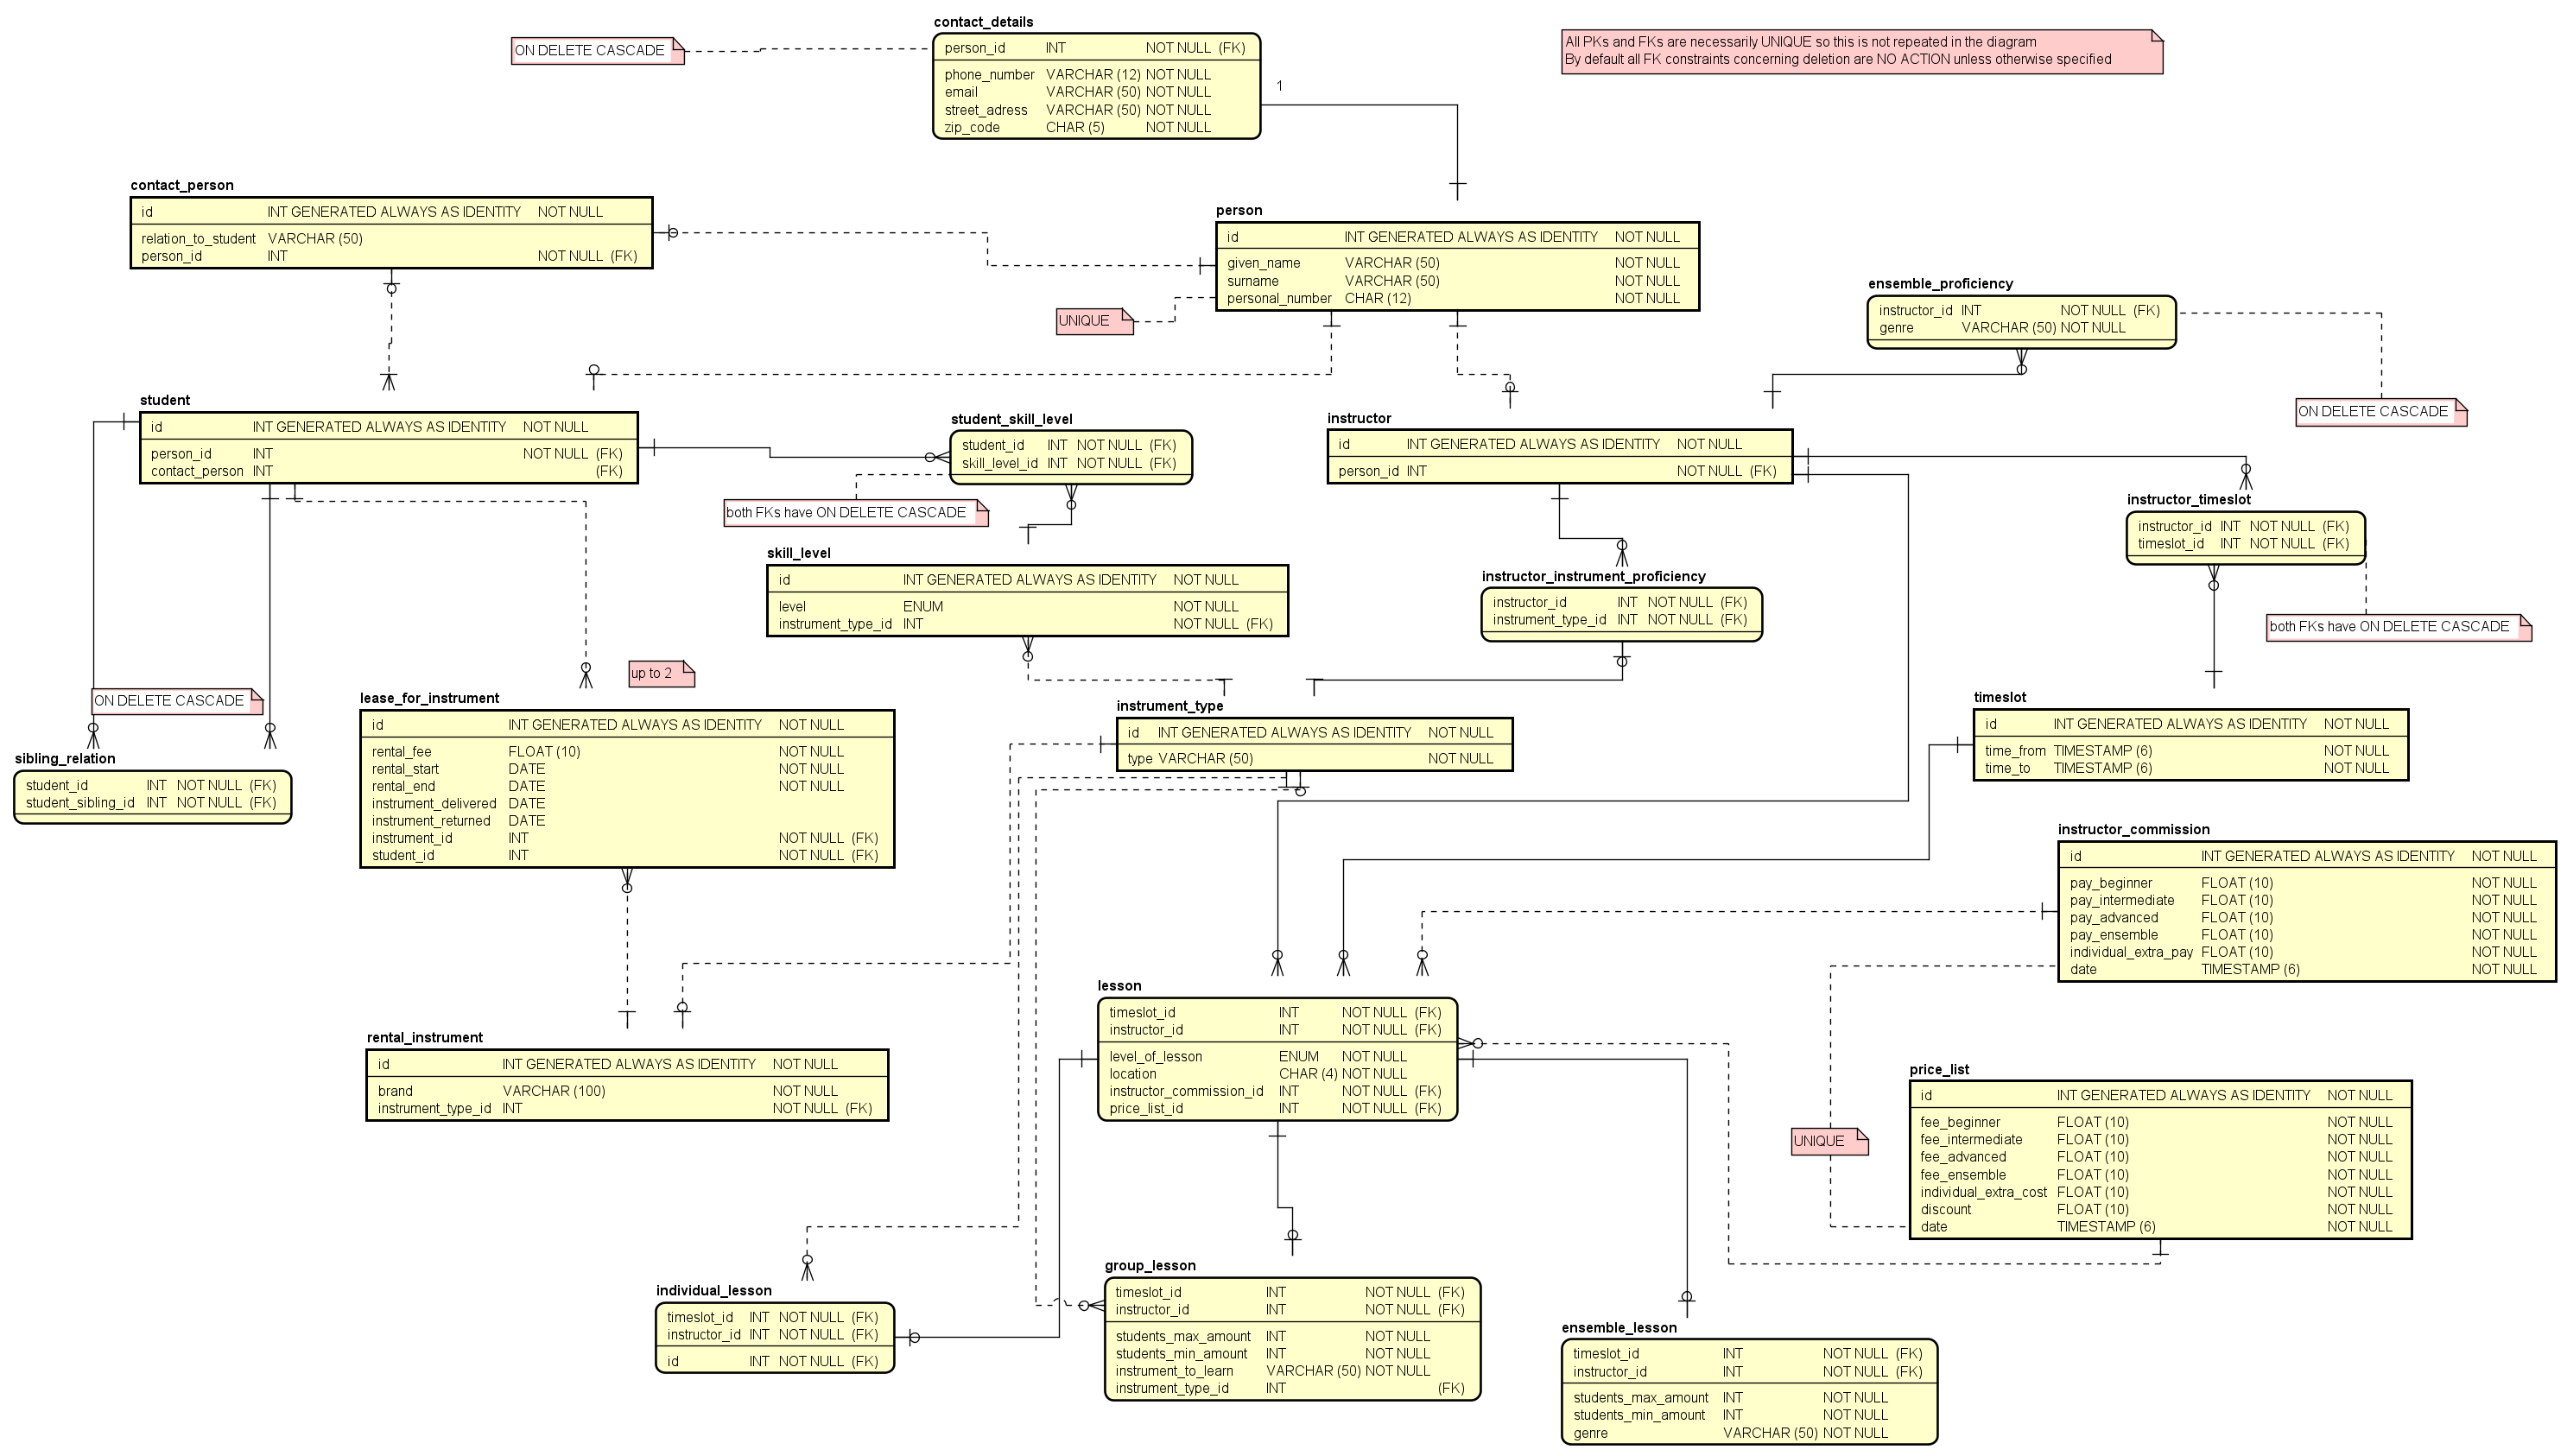 contact_details
person_id INT NOT NULL (FK)
phone_number VARCHAR (12) NOT NULL
email VARCHAR (50) NOT NULL
street_adress VARCHAR (50) NOT NULL
zip_code CHAR (5) NOT NULL
ON DELETE CASCADE
1
All PKs and FKs are necessarily UNIQUE so this is not repeated in the diagram
By default all FK constraints concerning deletion are NO ACTION unless otherwise specified
contact_person
id INT GENERATED ALWAYS AS IDENTITY NOT NULL
relation_to_student VARCHAR (50)
person_id INT NOT NULL (FK)
person
id INT GENERATED ALWAYS AS IDENTITY NOT NULL
given_name VARCHAR (50) NOT NULL
surname VARCHAR (50) NOT NULL
personal_number CHAR (12) NOT NULL
UNIQUE
ensemble_proficiency
instructor_id INT NOT NULL (FK)
genre VARCHAR (50) NOT NULL
ON DELETE CASCADE
student
id INT GENERATED ALWAYS AS IDENTITY NOT NULL
person_id INT NOT NULL (FK)
contact_person INT (FK)
student_skill_level
student_id INT NOT NULL (FK)
skill_level_id INT NOT NULL (FK)
both FKs have ON DELETE CASCADE
instructor
id INT GENERATED ALWAYS AS IDENTITY NOT NULL
person_id INT NOT NULL (FK)
instructor_timeslot
instructor_id INT NOT NULL (FK)
timeslot_id INT NOT NULL (FK)
both FKs have ON DELETE CASCADE
skill_level
id INT GENERATED ALWAYS AS IDENTITY NOT NULL
level ENUM NOT NULL
instrument_type_id INT NOT NULL (FK)
instructor_instrument_proficiency
instructor_id INT NOT NULL (FK)
instrument_type_id INT NOT NULL (FK)
ON DELETE CASCADE
up to 2
sibling_relation
student_id INT NOT NULL (FK)
student_sibling_id INT NOT NULL (FK)
lease_for_instrument
id INT GENERATED ALWAYS AS IDENTITY NOT NULL
rental_fee FLOAT (10) NOT NULL
rental_start DATE NOT NULL
rental_end DATE NOT NULL
instrument_delivered DATE
instrument_returned DATE
instrument_id INT NOT NULL (FK)
student_id INT NOT NULL (FK)
instrument_type
id INT GENERATED ALWAYS AS IDENTITY NOT NULL
type VARCHAR (50) NOT NULL
timeslot
id INT GENERATED ALWAYS AS IDENTITY NOT NULL
time_from TIMESTAMP (6) NOT NULL
time_to TIMESTAMP (6) NOT NULL
instructor_commission
id INT GENERATED ALWAYS AS IDENTITY NOT NULL
pay_beginner FLOAT (10) NOT NULL
pay_intermediate FLOAT (10) NOT NULL
pay_advanced FLOAT (10) NOT NULL
pay_ensemble FLOAT (10) NOT NULL
individual_extra_pay FLOAT (10) NOT NULL
date TIMESTAMP (6) NOT NULL
rental_instrument
id INT GENERATED ALWAYS AS IDENTITY NOT NULL
brand VARCHAR (100) NOT NULL
instrument_type_id INT NOT NULL (FK)
lesson
timeslot_id INT NOT NULL (FK)
instructor_id INT NOT NULL (FK)
level_of_lesson ENUM NOT NULL
location CHAR (4) NOT NULL
instructor_commission_id INT NOT NULL (FK)
price_list_id INT NOT NULL (FK)
UNIQUE
price_list
id INT GENERATED ALWAYS AS IDENTITY NOT NULL
fee_beginner FLOAT (10) NOT NULL
fee_intermediate FLOAT (10) NOT NULL
fee_advanced FLOAT (10) NOT NULL
fee_ensemble FLOAT (10) NOT NULL
individual_extra_cost FLOAT (10) NOT NULL
discount FLOAT (10) NOT NULL
date TIMESTAMP (6) NOT NULL
individual_lesson
timeslot_id INT NOT NULL (FK)
instructor_id INT NOT NULL (FK)
id INT NOT NULL (FK)
group_lesson
timeslot_id INT NOT NULL (FK)
instructor_id INT NOT NULL (FK)
students_max_amount INT NOT NULL
students_min_amount INT NOT NULL
instrument_to_learn VARCHAR (50) NOT NULL
instrument_type_id INT (FK)
ensemble_lesson
timeslot_id INT NOT NULL (FK)
instructor_id INT NOT NULL (FK)
students_max_amount INT NOT NULL
students_min_amount INT NOT NULL
genre VARCHAR (50) NOT NULL